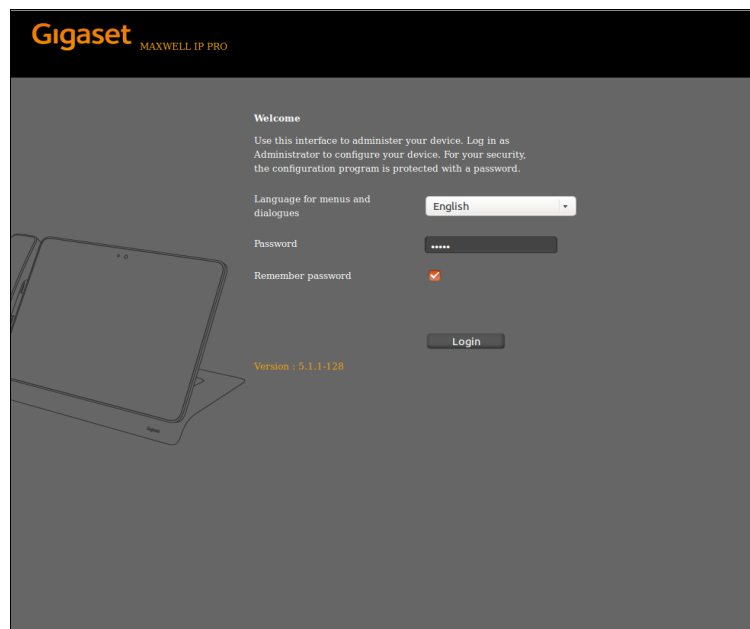 Gigaset MAXWELL IP PRO
Welcome
Use this interface to administer your device. Log in as
Administrator to configure your device. For your security,
the configuration program is protected with a password.
Language for menus and
dialogues
English
Password
•••••
Remember password
Login
Version : 5.1.1-128
Gigaset